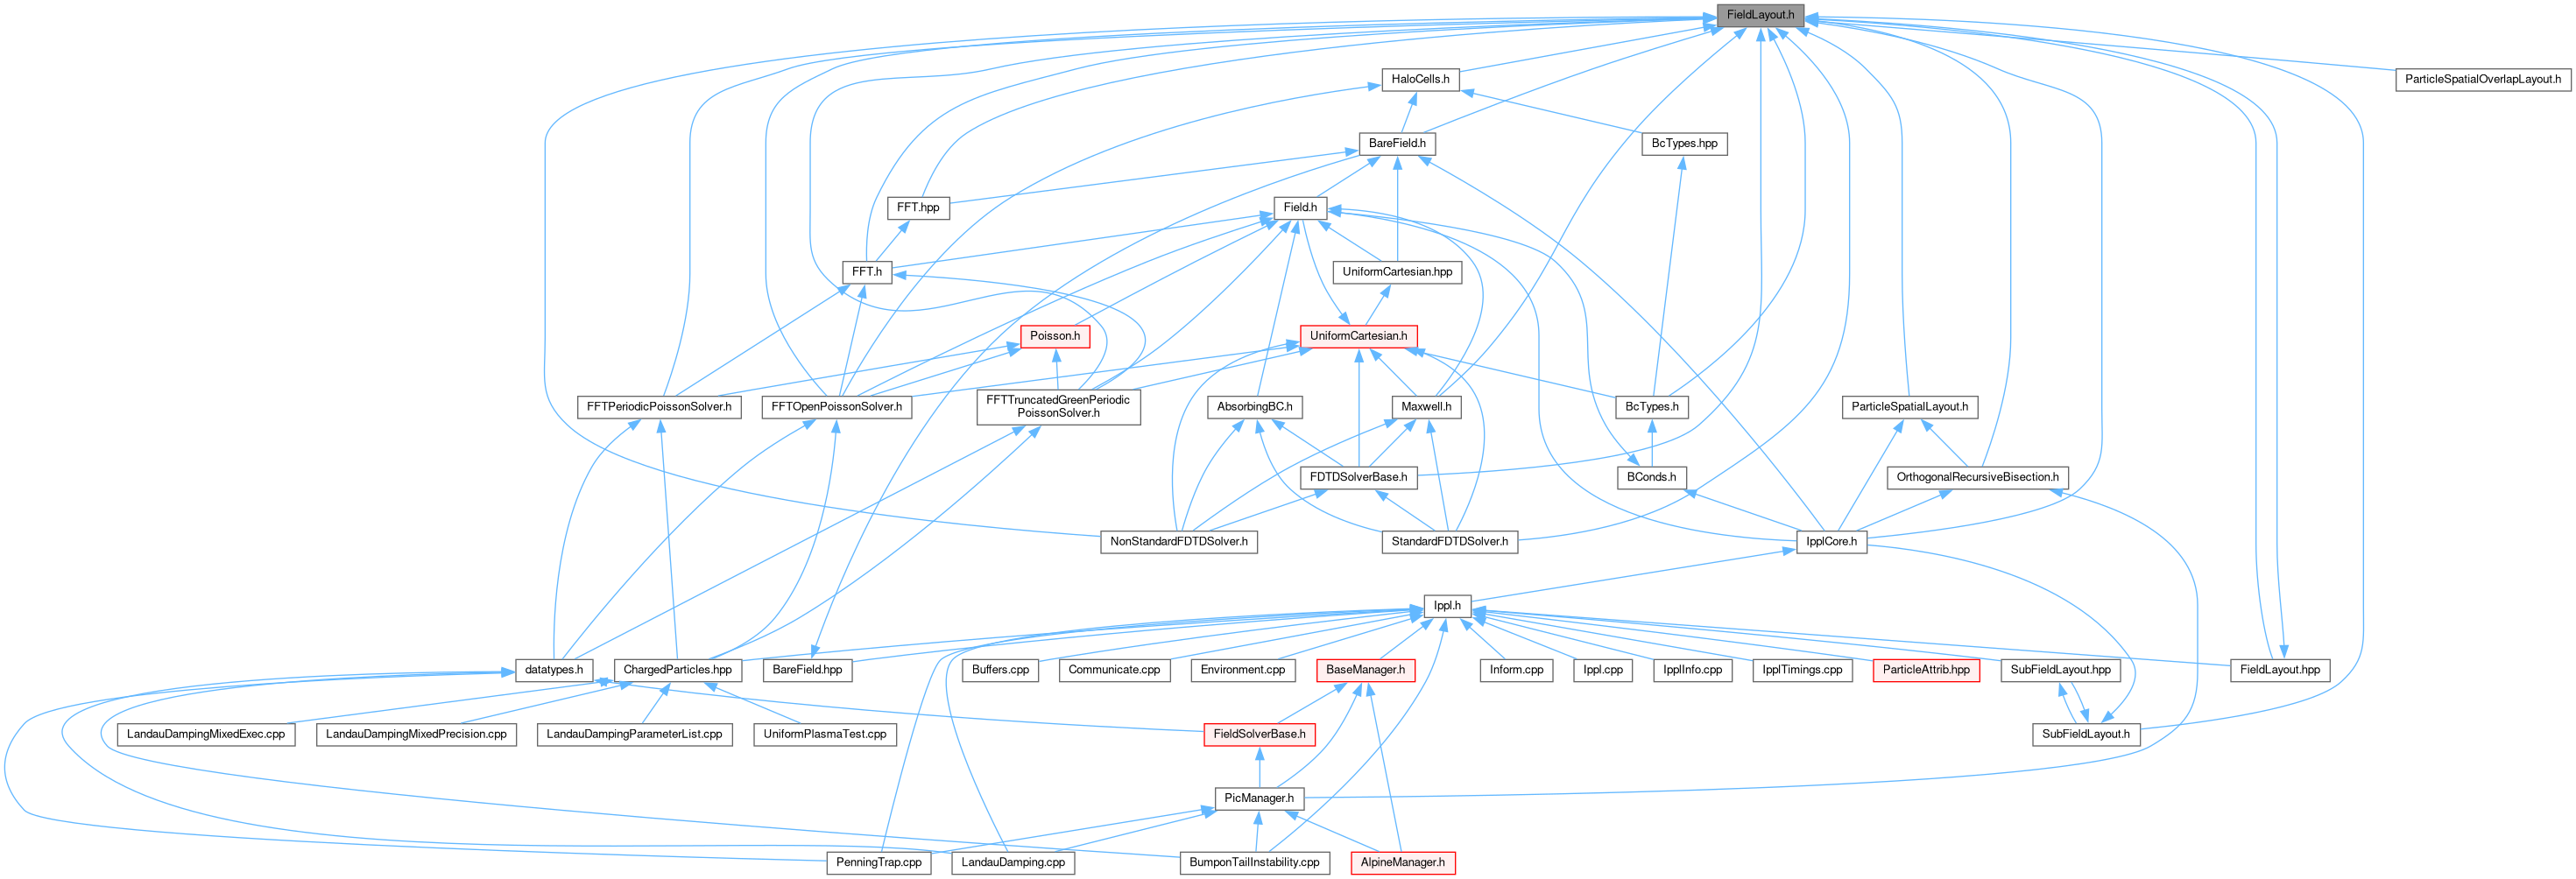 FieldLayout.h
HaloCells.h
ParticleSpatialOverlapLayout.h
BareField.h
BcTypes.hpp
FFT.hpp
Field.h
FFT.h
UniformCartesian.hpp
Poisson.h
UniformCartesian.h
FFTPeriodicPoissonSolver.h
FFTOpenPoissonSolver.h
FFTTruncatedGreenPeriodic
PoissonSolver.h
AbsorbingBC.h
Maxwell.h
BcTypes.h
ParticleSpatialLayout.h
FDTDSolverBase.h
BConds.h
OrthogonalRecursiveBisection.h
NonStandardFDTDSolver.h
StandardFDTDSolver.h
IpplCore.h
Ippl.h
datatypes.h
ChargedParticles.hpp
BareField.hpp
Buffers.cpp
Communicate.cpp
Environment.cpp
BaseManager.h
Inform.cpp
Ippl.cpp
IpplInfo.cpp
IpplTimings.cpp
ParticleAttrib.hpp
SubFieldLayout.hpp
FieldLayout.hpp
LandauDampingMixedExec.cpp
LandauDampingMixedPrecision.cpp
LandauDampingParameterList.cpp
UniformPlasmaTest.cpp
FieldSolverBase.h
SubFieldLayout.h
PicManager.h
PenningTrap.cpp
LandauDamping.cpp
BumponTailInstability.cpp
AlpineManager.h